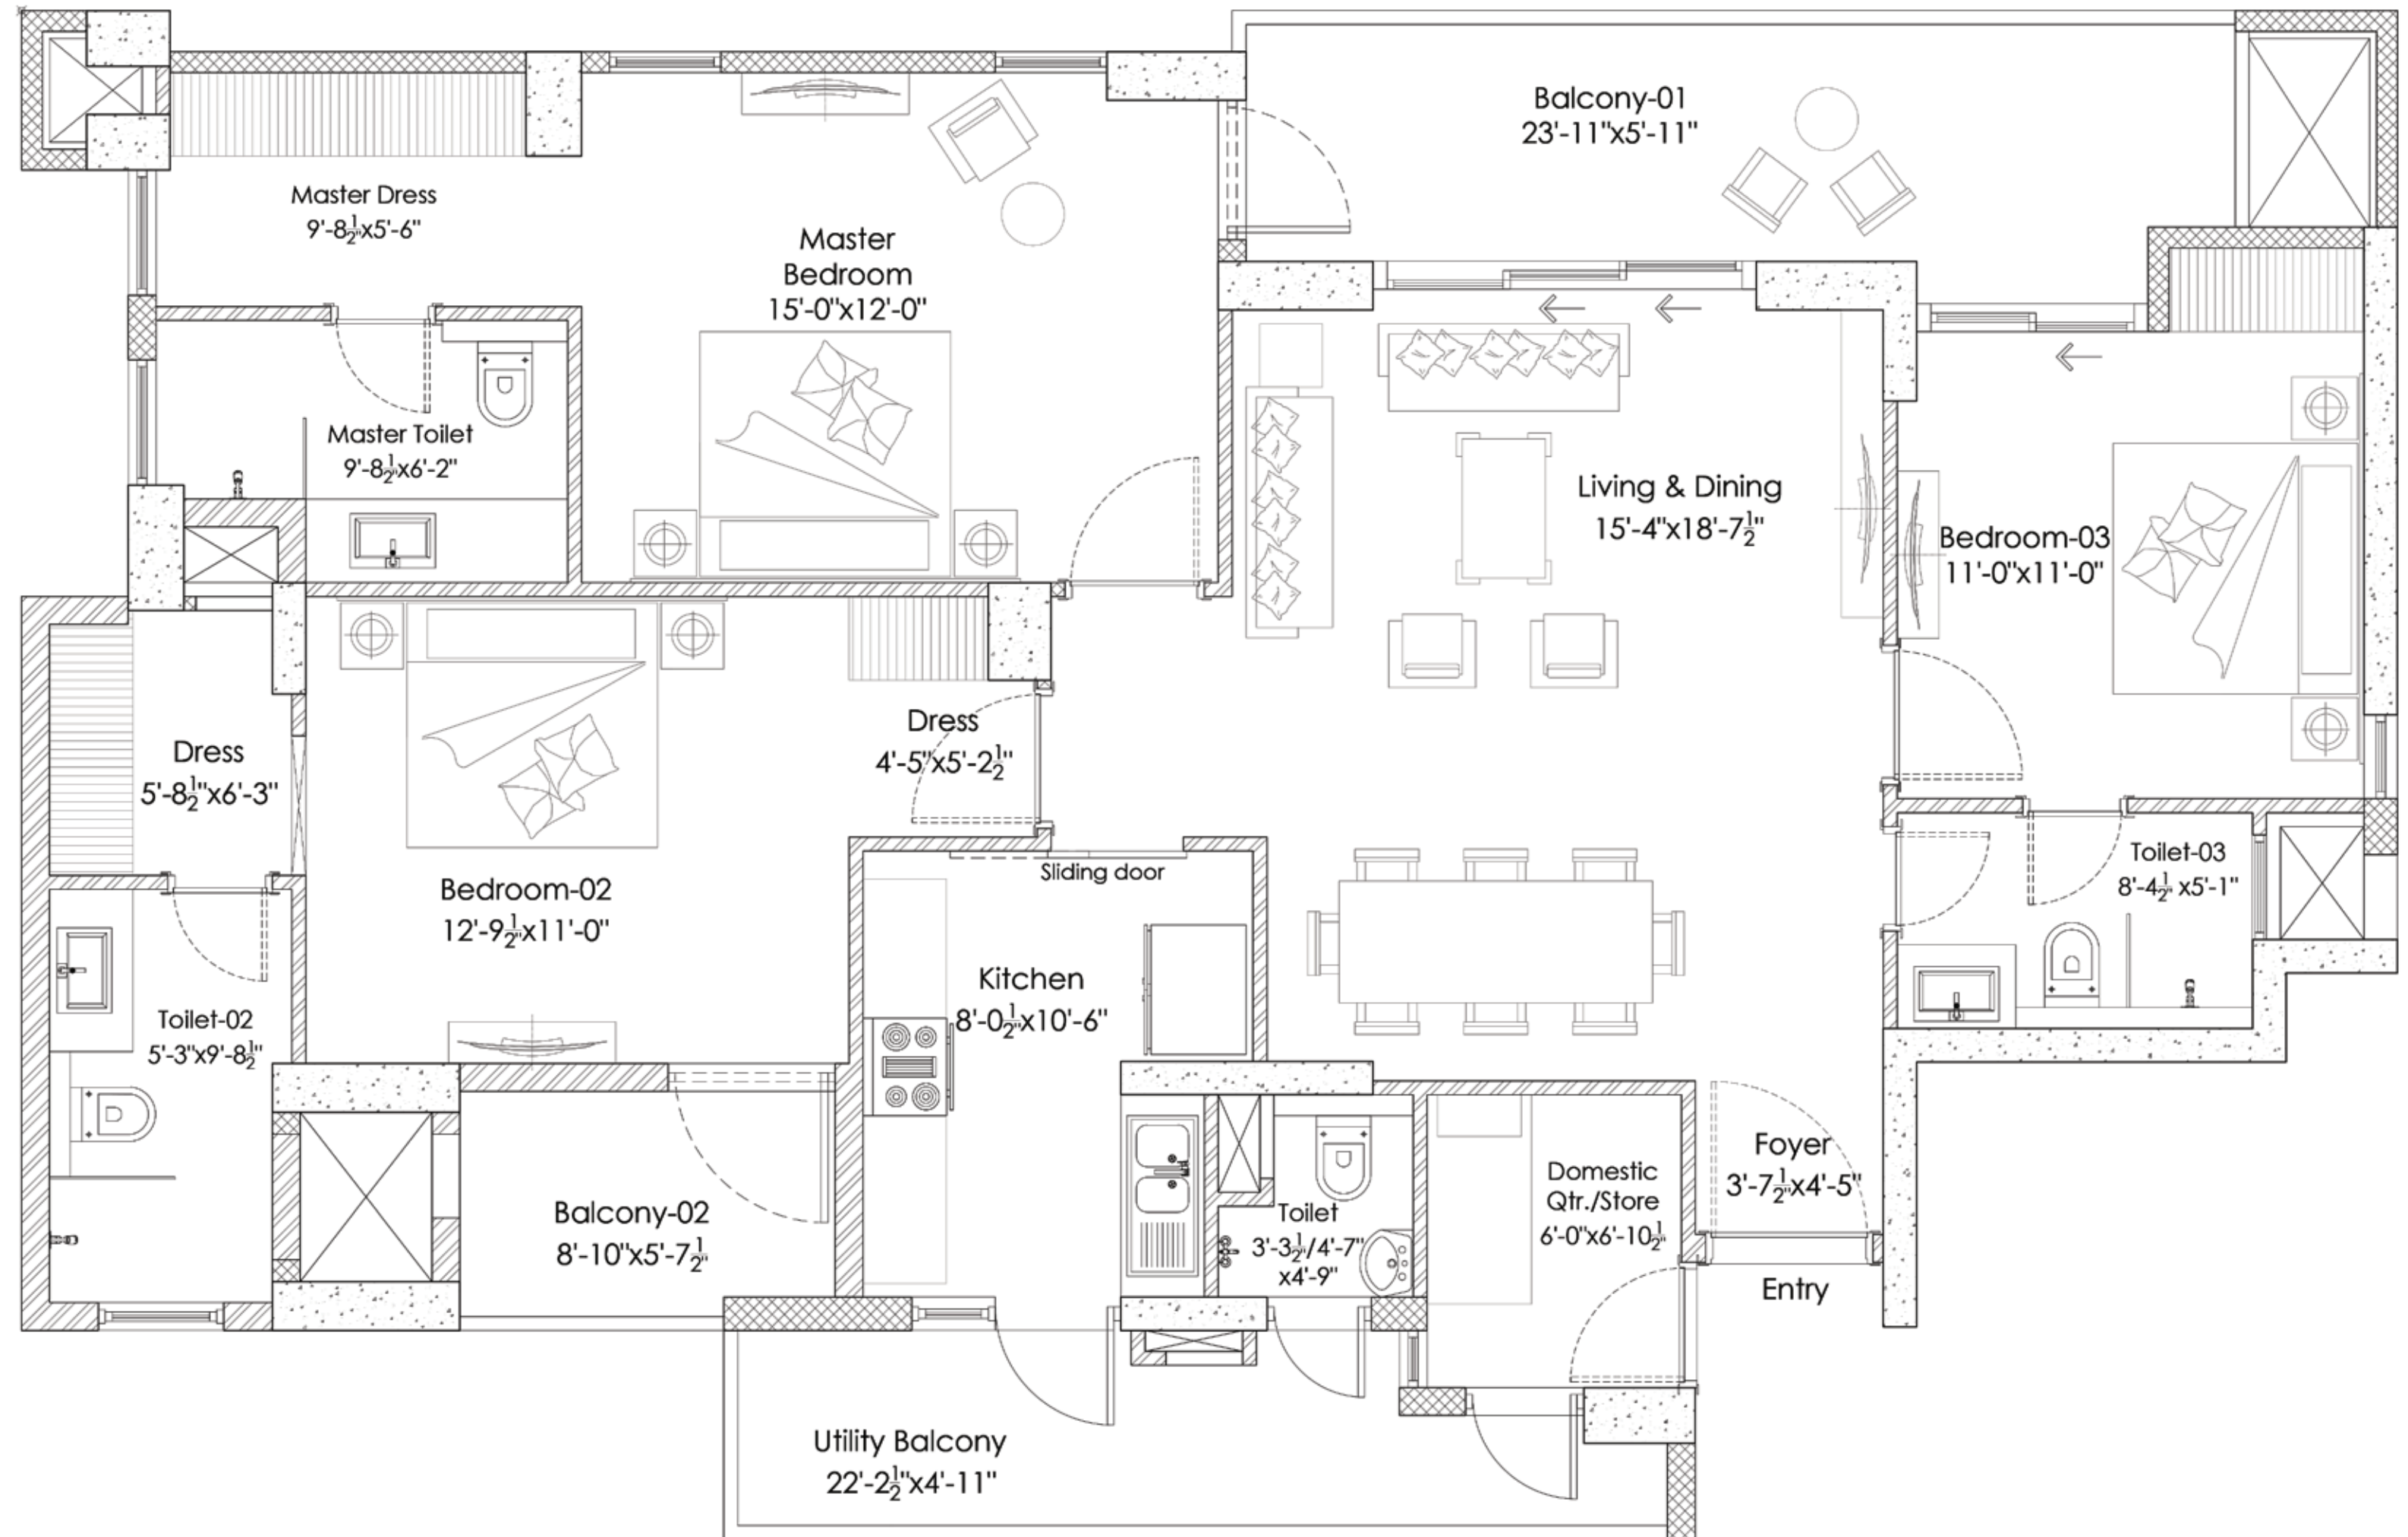 Balcony-01
23'-11"x5'-11"
Master Dress
9'-8½"x5'-6"
Master
Bedroom
15'-0"x12'-0"
Master Toilet
9'-8½"x6'-2"
Living & Dining
15'-4"x18'-7½"
Bedroom-03
11'-0"x11'-0"
Dress
4'-5"x5'-2½"
Dress
5'-8½"x6'-3"
Sliding door
Toilet-03
8'-4½" x5'-1"
Bedroom-02
12'-9½"x11'-0"
Kitchen
8'-0½"x10'-6"
Toilet-02
5'-3"x9'-8½"
Foyer
3'-7½"x4'-5"
Domestic
Qtr./Store
6'-0"x6'-10½"
Balcony-02
8'-10"x5'-7½"
Toilet
3'-3½"/4'-7"
x4'-9"
Entry
Utility Balcony
22'-2½"x4'-11"